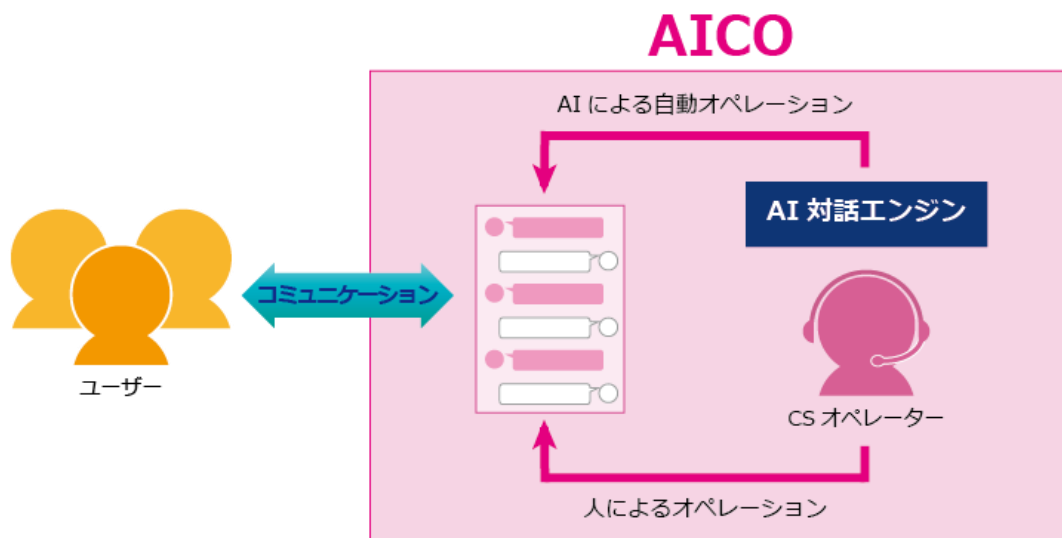 AICO
AI による自動オペレーション
AI 対話エンジン
コミュニケーション
ユーザー
CS オペレーター
人によるオペレーション